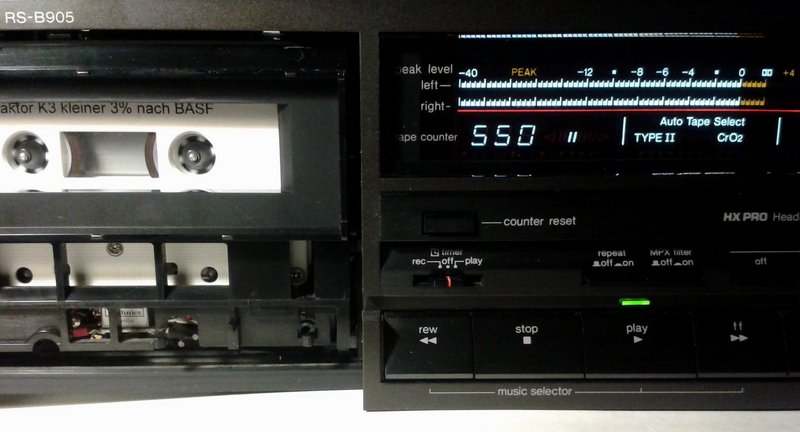 RS-B905
aktor K3 kleiner 3% nach BASF
peak level
-40 PEAK -12 -8 -6 -4 0 +4
left
right
ape counter
550
Auto Tape Select
TYPE II CrO2
counter reset
HX PRO Head
timer
rec off play
repeat
off on
MPX filter
off on
off
rew
stop
play
ff
music selector